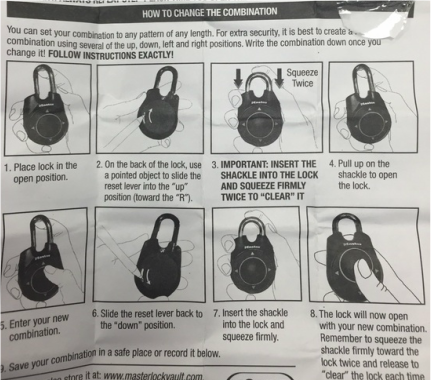 HOW TO CHANGE THE COMBINATION
You can set your combination to any pattern of any length. For extra security, it is best to create a
combination using several of the up, down, left and right positions. Write the combination down once you
change it! FOLLOW INSTRUCTIONS EXACTLY!
Squeeze
Twice
1. Place lock in the
open position.
2. On the back of the lock, use
a pointed object to slide the
reset lever into the "up"
position (toward the "R").
3. IMPORTANT: INSERT THE
SHACKLE INTO THE LOCK
AND SQUEEZE FIRMLY
TWICE TO "CLEAR" IT
4. Pull up on the
shackle to open
the lock.
5. Enter your new
combination.
6. Slide the reset lever back to
the "down" position.
7. Insert the shackle
into the lock and
squeeze firmly.
8. The lock will now open
with your new combination.
Remember to squeeze the
shackle firmly toward the
lock twice and release to
"clear" the lock each time
9. Save your combination in a safe place or record it below.
store it at: www.masterlockvault.com